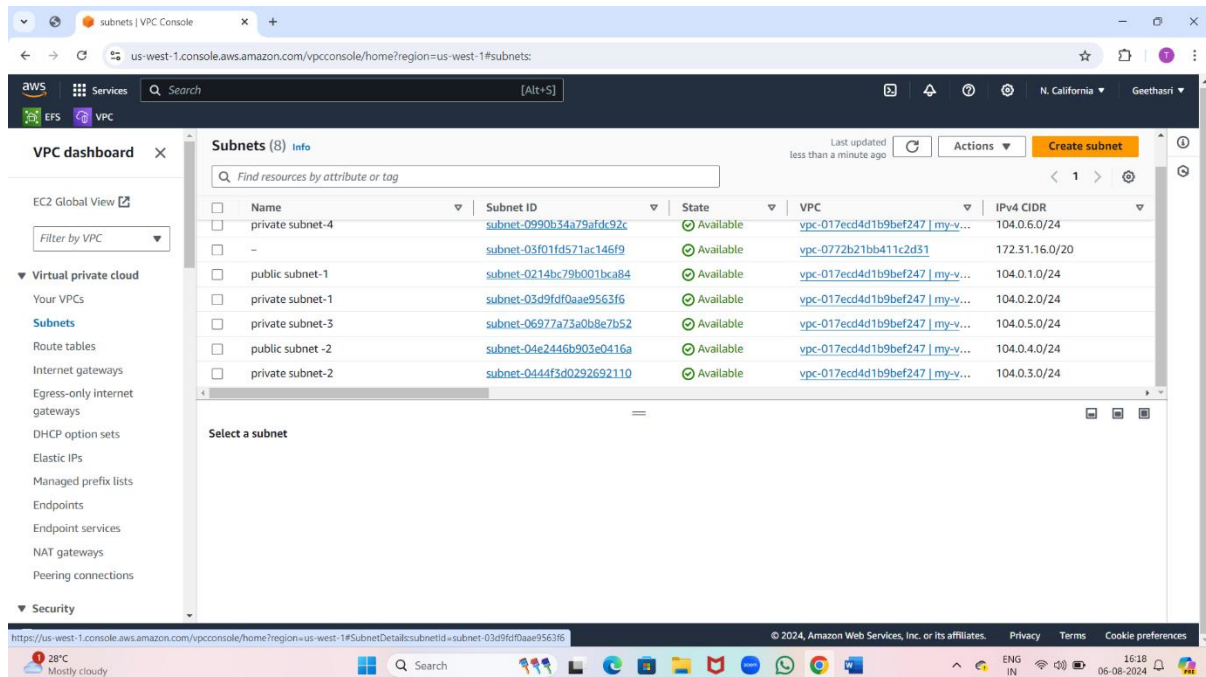 subnets | VPC Console
us-west-1.console.aws.amazon.com/vpcconsole/home?region=us-west-1#subnets:
T
aws Services Search [Alt+S] N. California Geethasri
EFS VPC
VPC dashboard
EC2 Global View
Filter by VPC
Virtual private cloud
Your VPCs
Subnets
Route tables
Internet gateways
Egress-only internet
gateways
DHCP option sets
Elastic IPs
Managed prefix lists
Endpoints
Endpoint services
NAT gateways
Peering connections
Security
Subnets (8) Info
Last updated
less than a minute ago
Actions
Create subnet
Find resources by attribute or tag
1
Name Subnet ID State VPC IPv4 CIDR
private subnet-4 subnet-0990b34a79afdc92c Available vpc-017ecd4d1b9bef247 | my-v... 104.0.6.0/24
– subnet-03f01fd571ac146f9 Available vpc-0772b21bb411c2d31 172.31.16.0/20
public subnet-1 subnet-0214bc79b001bca84 Available vpc-017ecd4d1b9bef247 | my-v... 104.0.1.0/24
private subnet-1 subnet-03d9fdf0aae9563f6 Available vpc-017ecd4d1b9bef247 | my-v... 104.0.2.0/24
private subnet-3 subnet-06977a73a0b8e7b52 Available vpc-017ecd4d1b9bef247 | my-v... 104.0.5.0/24
public subnet -2 subnet-04e2446b903e0416a Available vpc-017ecd4d1b9bef247 | my-v... 104.0.4.0/24
private subnet-2 subnet-0444f3d0292692110 Available vpc-017ecd4d1b9bef247 | my-v... 104.0.3.0/24
Select a subnet
https://us-west-1.console.aws.amazon.com/vpcconsole/home?region=us-west-1#SubnetDetails:subnetId=subnet-03d9fdf0aae9563f6
© 2024, Amazon Web Services, Inc. or its affiliates. Privacy Terms Cookie preferences
1
28°C
Mostly cloudy
Search
ENG
IN
16:18
06-08-2024